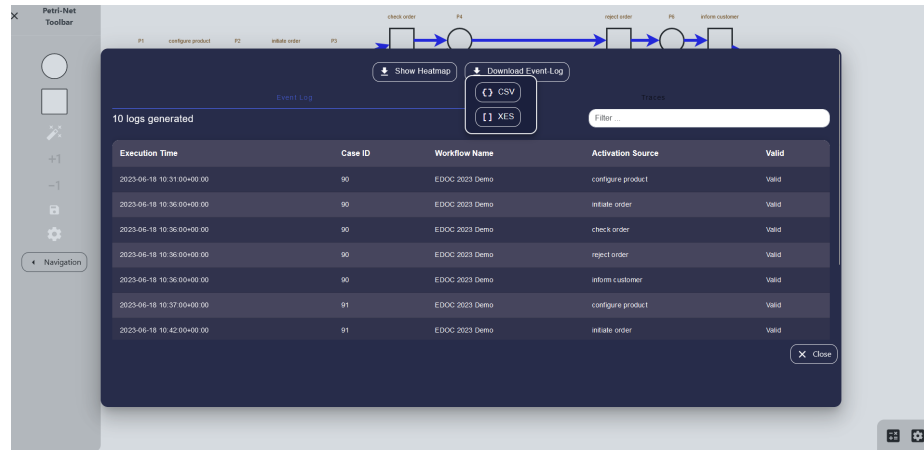 Petri-Net
Toolbar
check order P4 reject order P6 inform customer
P1 configure product P2 initiate order P3
Show Heatmap
Download Event-Log
CSV
XES
Event Log
Traces
10 logs generated
Filter ...
Execution Time Case ID Workflow Name Activation Source Valid
2023-06-18 10:31:00+00:00 90 EDOC 2023 Demo configure product Valid
2023-06-18 10:36:00+00:00 90 EDOC 2023 Demo initiate order Valid
2023-06-18 10:36:00+00:00 90 EDOC 2023 Demo check order Valid
2023-06-18 10:36:00+00:00 90 EDOC 2023 Demo reject order Valid
2023-06-18 10:36:00+00:00 90 EDOC 2023 Demo inform customer Valid
2023-06-18 10:37:00+00:00 91 EDOC 2023 Demo configure product Valid
2023-06-18 10:42:00+00:00 91 EDOC 2023 Demo initiate order Valid
+1
−1
Navigation
Close